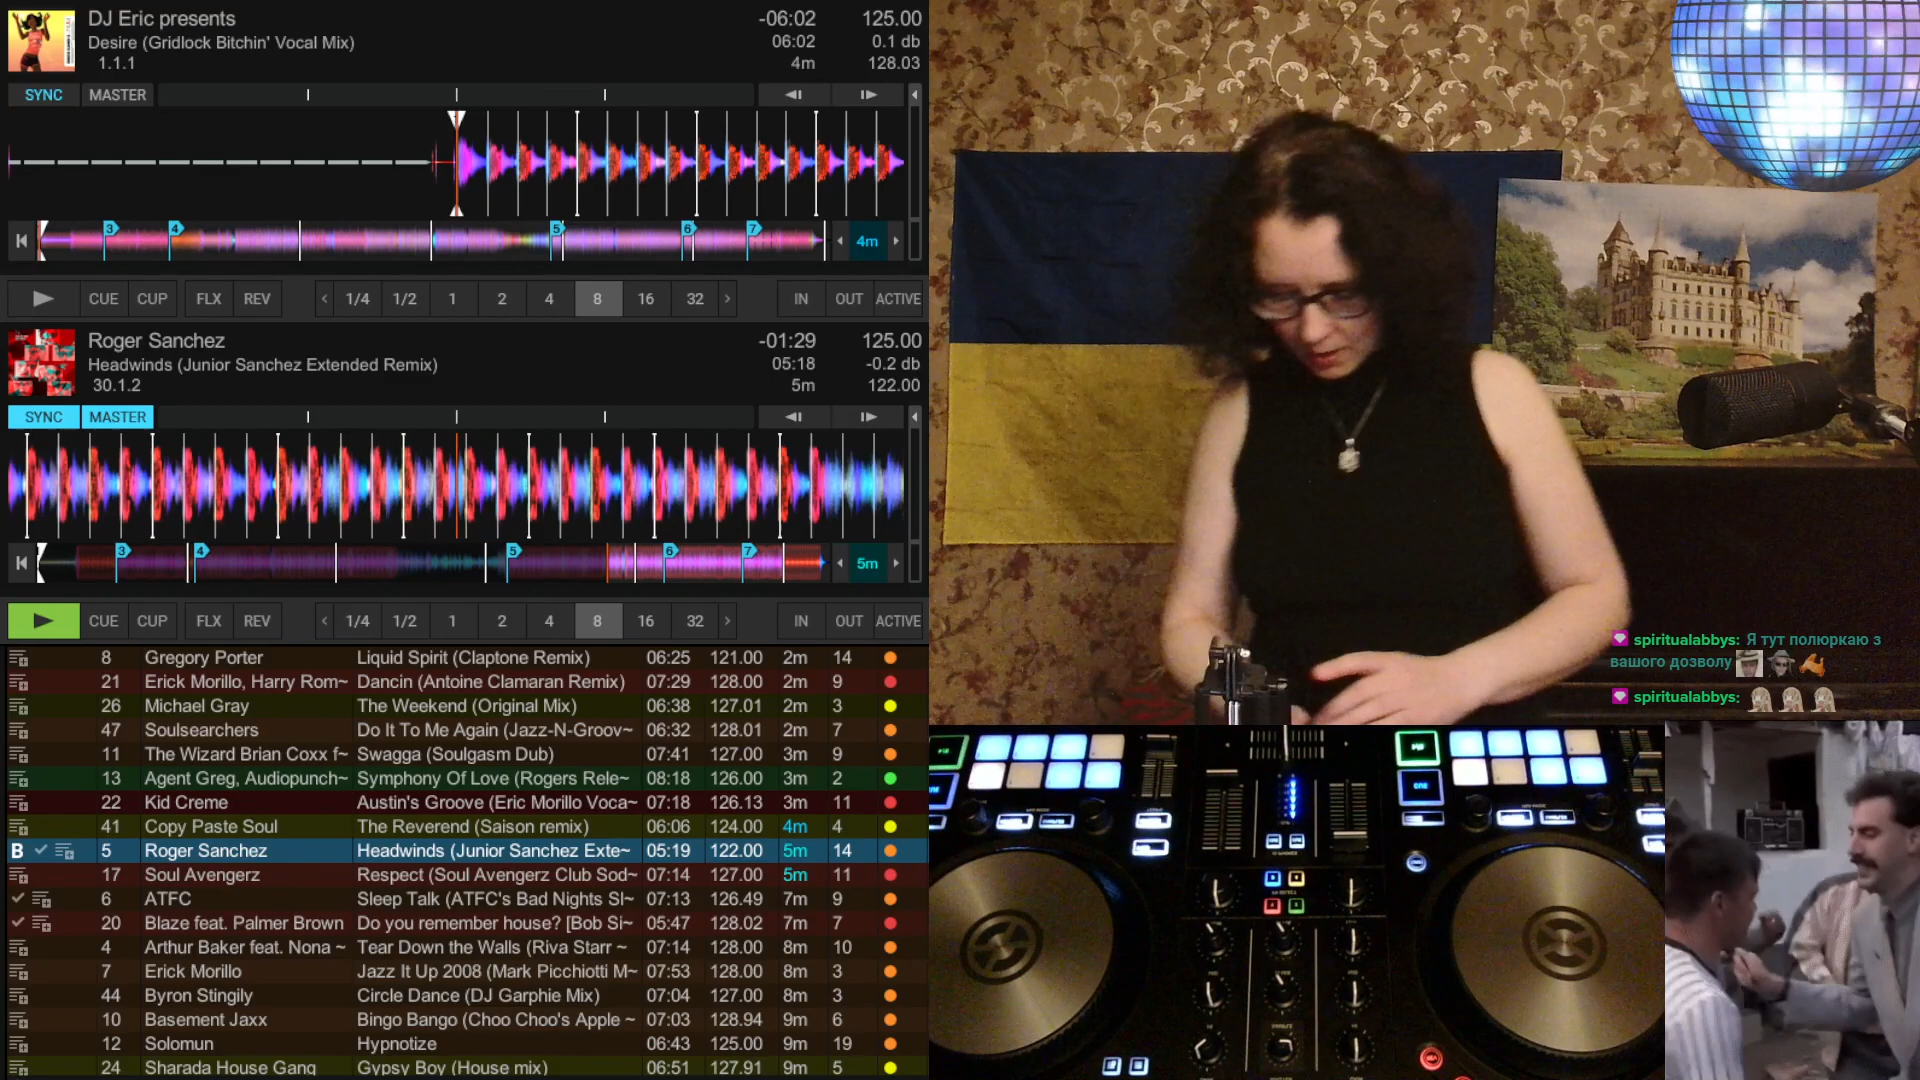 DJ Eric presents -06:02 125.00
Desire (Gridlock Bitchin' Vocal Mix) 06:02 0.1 db
1.1.1 4m 128.03
SYNC MASTER
3 4 5 6 7 4m
CUE CUP FLX REV 1/4 1/2 1 2 4 8 16 32 IN OUT ACTIVE
Roger Sanchez -01:29 125.00
Headwinds (Junior Sanchez Extended Remix) 05:18 -0.2 db
30.1.2 5m 122.00
SYNC MASTER
3 4 5 6 7 5m
CUE CUP FLX REV 1/4 1/2 1 2 4 8 16 32 IN OUT ACTIVE
8 Gregory Porter Liquid Spirit (Claptone Remix) 06:25 121.00 2m 14
21 Erick Morillo, Harry Rom~ Dancin (Antoine Clamaran Remix) 07:29 128.00 2m 9
26 Michael Gray The Weekend (Original Mix) 06:38 127.01 2m 3
47 Soulsearchers Do It To Me Again (Jazz-N-Groov~ 06:32 128.01 2m 7
11 The Wizard Brian Coxx f~ Swagga (Soulgasm Dub) 07:41 127.00 3m 9
13 Agent Greg, Audiopunch~ Symphony Of Love (Rogers Rele~ 08:18 126.00 3m 2
22 Kid Creme Austin's Groove (Eric Morillo Voca~ 07:18 126.13 3m 11
41 Copy Paste Soul The Reverend (Saison remix) 06:06 124.00 4m 4
B 5 Roger Sanchez Headwinds (Junior Sanchez Exte~ 05:19 122.00 5m 14
17 Soul Avengerz Respect (Soul Avengerz Club Sod~ 07:14 127.00 5m 11
6 ATFC Sleep Talk (ATFC's Bad Nights Sl~ 07:13 126.49 7m 9
20 Blaze feat. Palmer Brown Do you remember house? [Bob Si~ 05:47 128.02 7m 7
4 Arthur Baker feat. Nona ~ Tear Down the Walls (Riva Starr ~ 07:14 128.00 8m 10
7 Erick Morillo Jazz It Up 2008 (Mark Picchiotti M~ 07:53 128.00 8m 3
44 Byron Stingily Circle Dance (DJ Garphie Mix) 07:04 127.00 8m 3
10 Basement Jaxx Bingo Bango (Choo Choo's Apple ~ 07:03 128.94 9m 6
12 Solomun Hypnotize 06:43 125.00 9m 19
24 Sharada House Gang Gypsy Boy (House mix) 06:51 127.91 9m 5
spiritualabbys: Я тут полюркаю з
вашого дозволу
spiritualabbys: